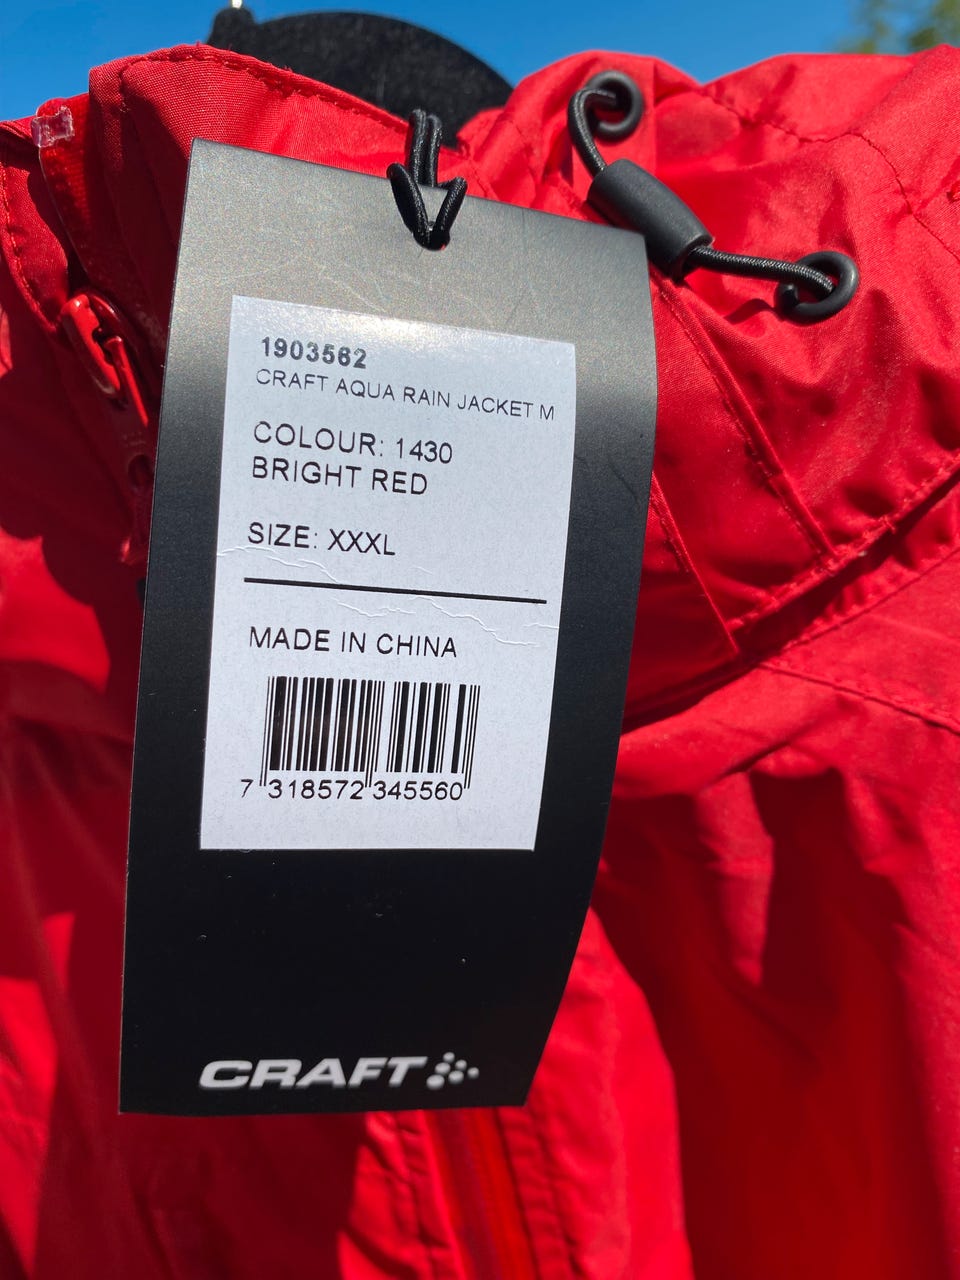 1903562
CRAFT AQUA RAIN JACKET M
COLOUR: 1430
BRIGHT RED
SIZE: XXXL
MADE IN CHINA
7 318572 345560
CRAFT